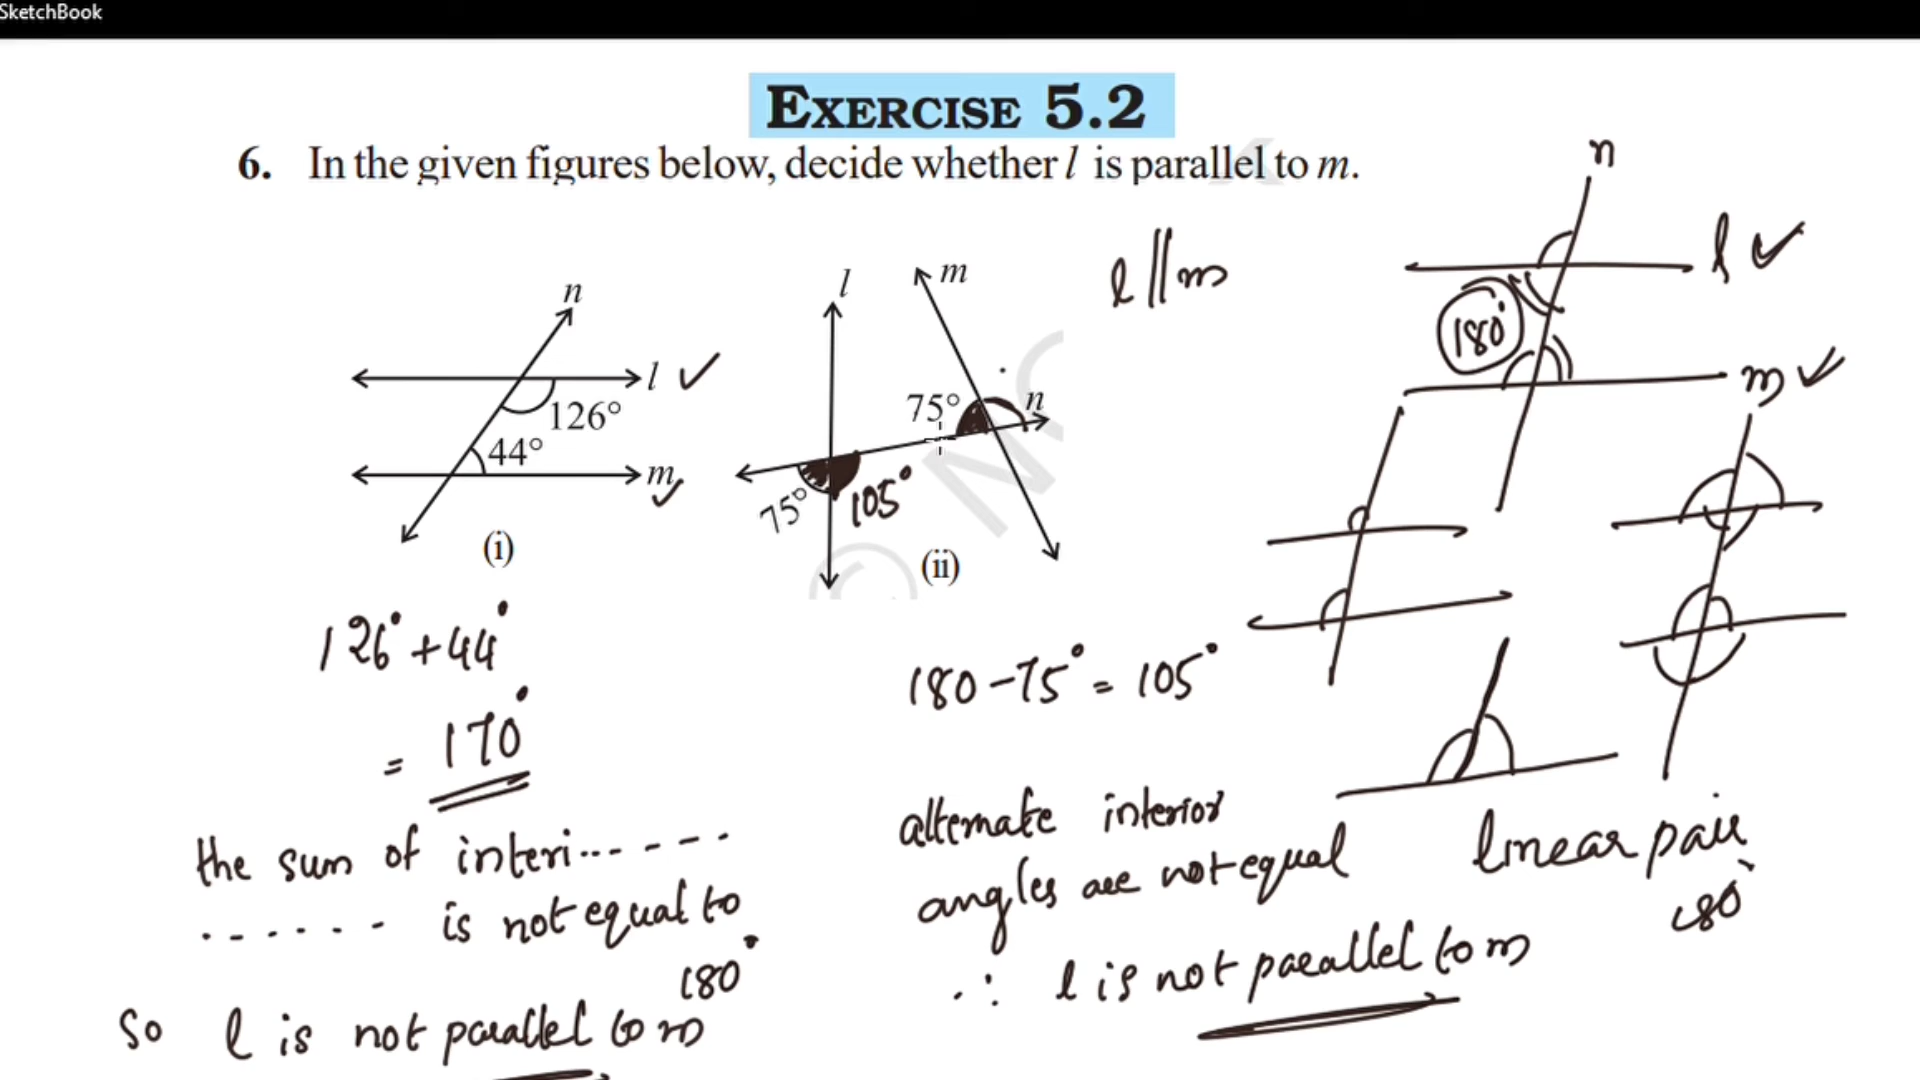 SketchBook
EXERCISE 5.2
6. In the given figures below, decide whether l is parallel to m.
n
l
126°
44°
m
(i)
l
m
75°
n
75°
105°
(ii)
l || m
n
l
180°
m
126° + 44°
= 170°
the sum of interi... - - - -
. - - - - - - is not equal to
180°
So l is not parallel to m
180 - 75° = 105°
alternate interior
angles are not equal
∴ l is not parallel to m
linear pair
180°